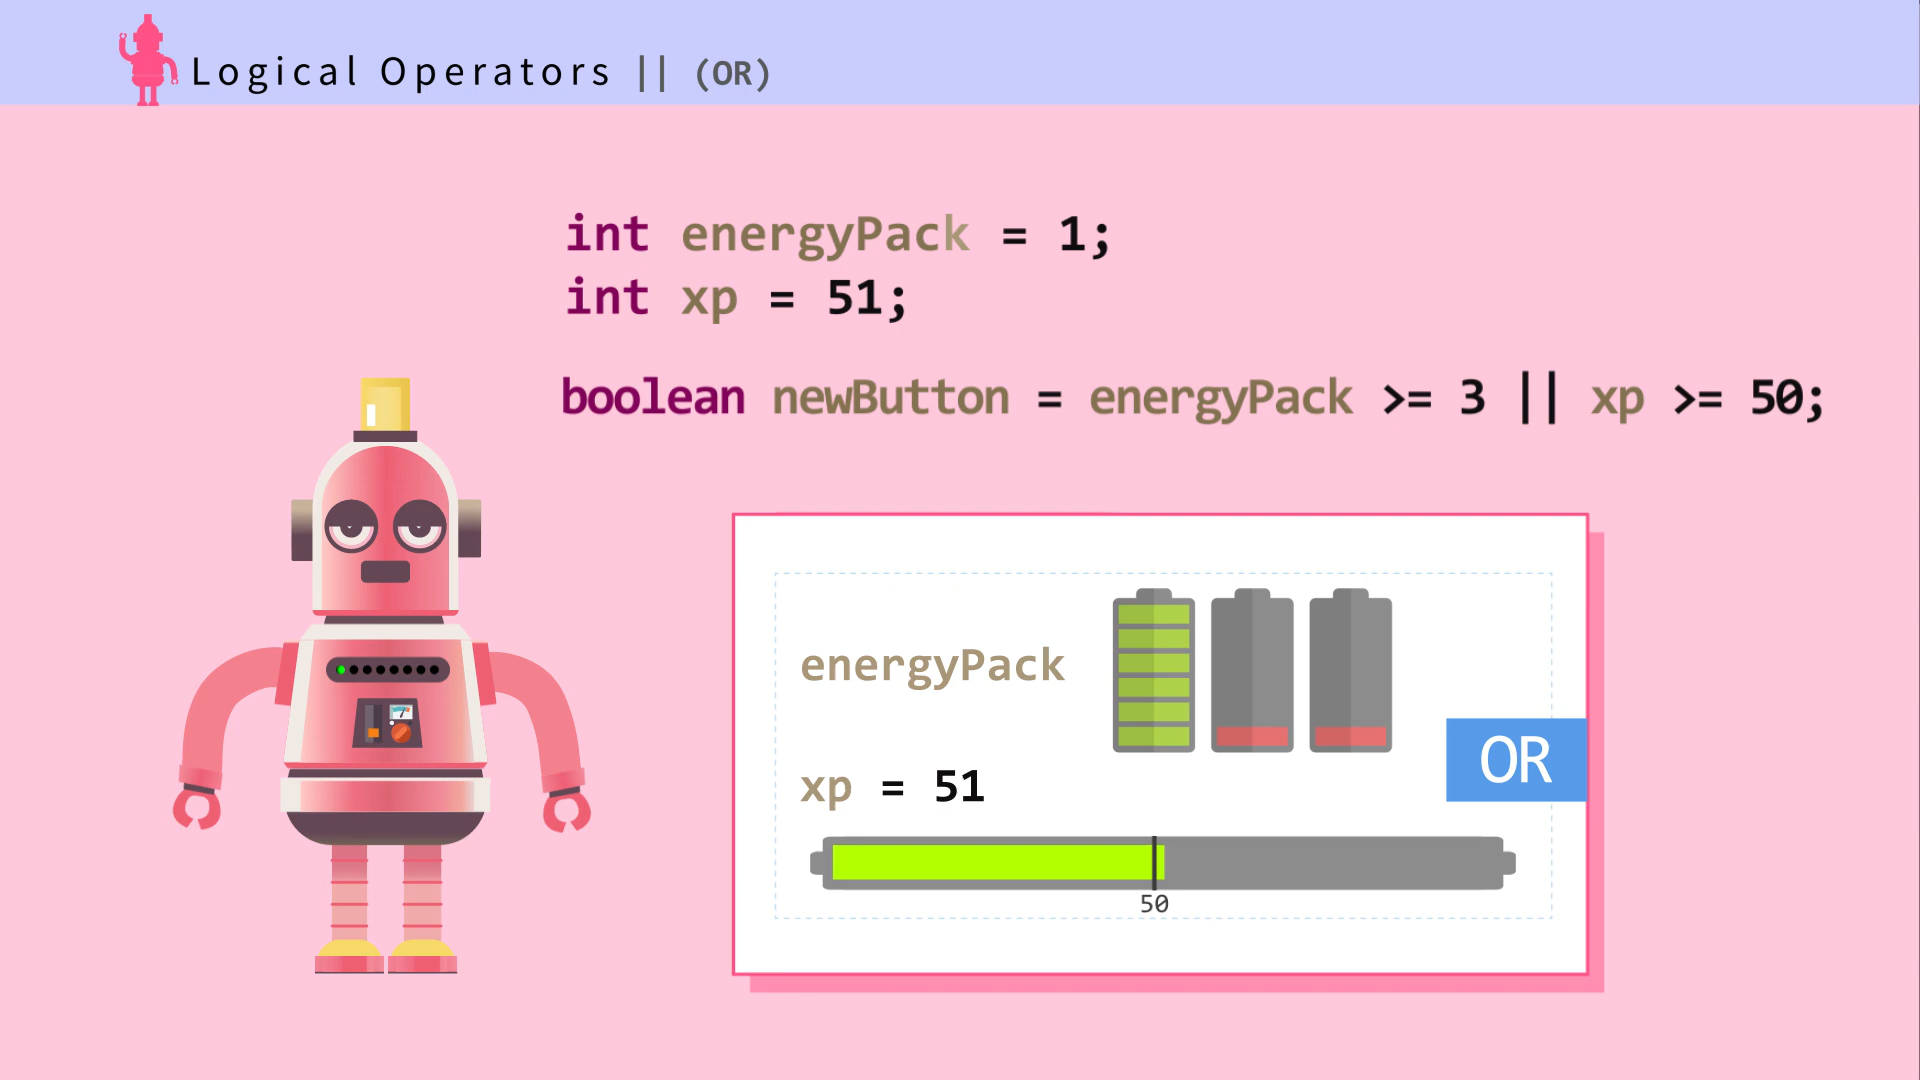 Logical Operators || (OR)
int energyPack = 1;
int xp = 51;
boolean newButton = energyPack >= 3 || xp >= 50;
energyPack
OR
xp = 51
50